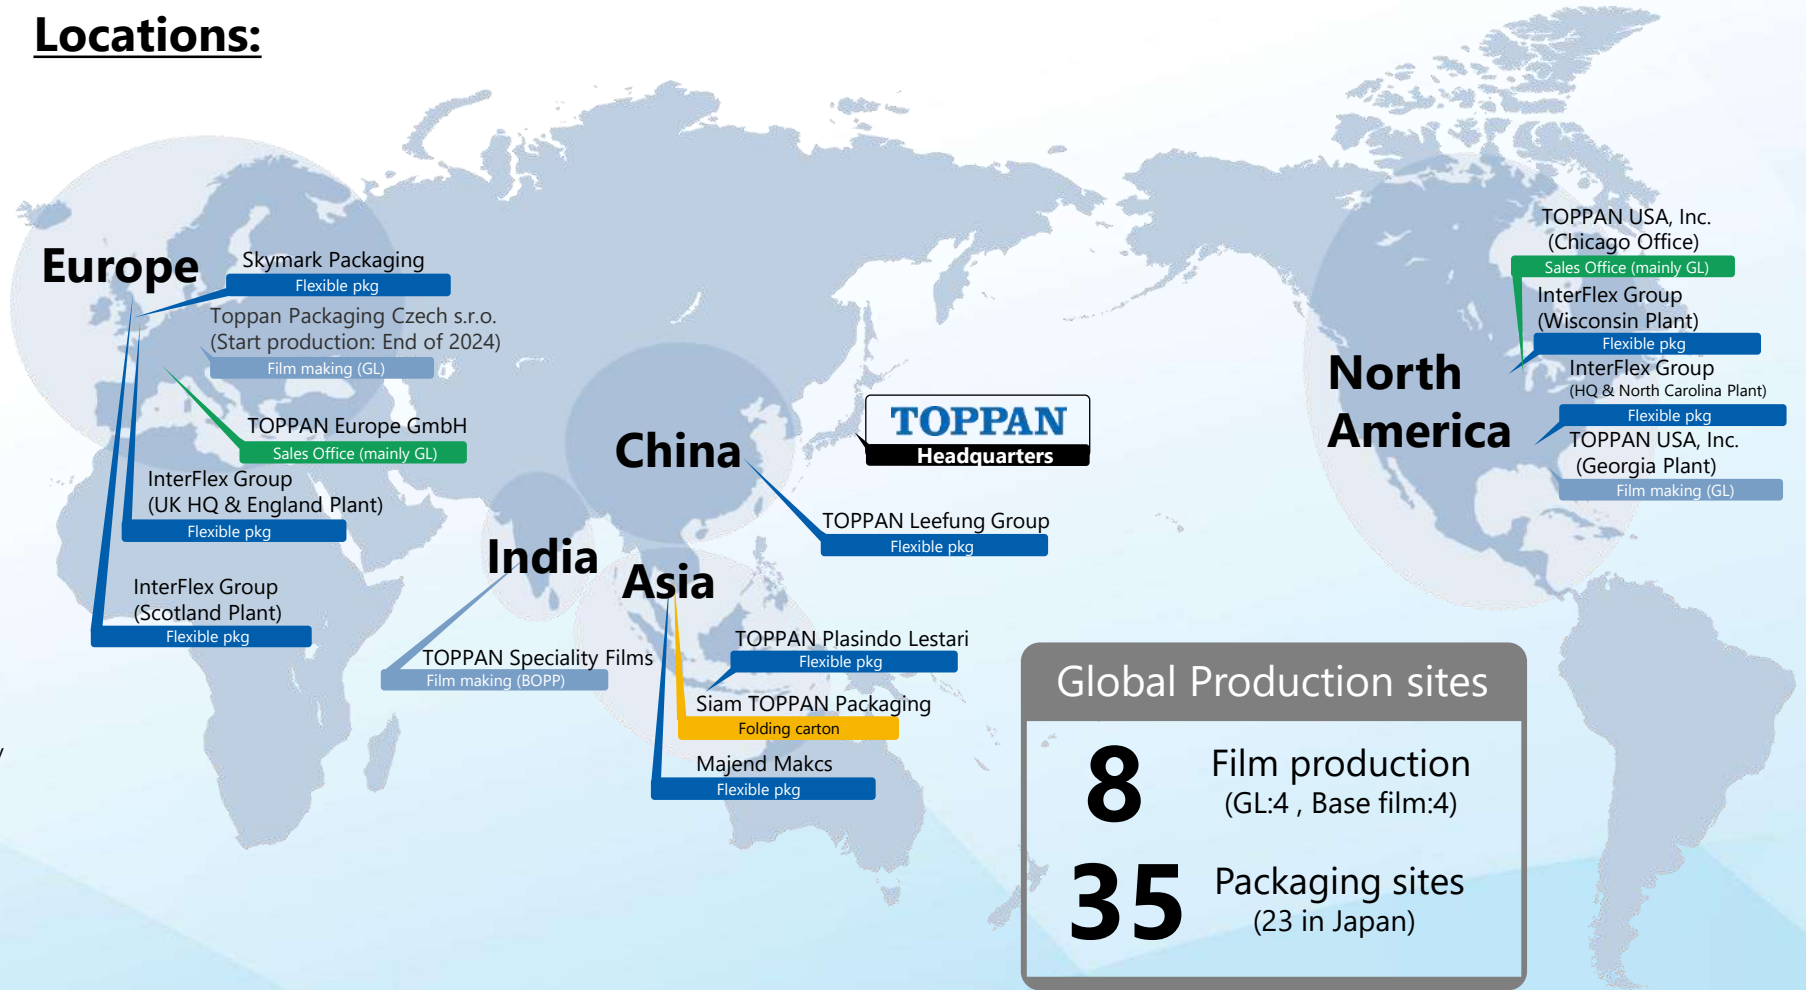 Locations:
Europe
Skymark Packaging
Flexible pkg
Toppan Packaging Czech s.r.o.
(Start production: End of 2024)
Film making (GL)
TOPPAN Europe GmbH
Sales Office (mainly GL)
InterFlex Group
(UK HQ & England Plant)
Flexible pkg
InterFlex Group
(Scotland Plant)
Flexible pkg
India
TOPPAN Speciality Films
Film making (BOPP)
China
TOPPAN Leefung Group
Flexible pkg
TOPPAN
Headquarters
Asia
TOPPAN Plasindo Lestari
Flexible pkg
Siam TOPPAN Packaging
Folding carton
Majend Makcs
Flexible pkg
North
America
TOPPAN USA, Inc.
(Chicago Office)
Sales Office (mainly GL)
InterFlex Group
(Wisconsin Plant)
Flexible pkg
InterFlex Group
(HQ & North Carolina Plant)
Flexible pkg
TOPPAN USA, Inc.
(Georgia Plant)
Film making (GL)
Global Production sites
8 Film production
(GL:4 , Base film:4)
35 Packaging sites
(23 in Japan)